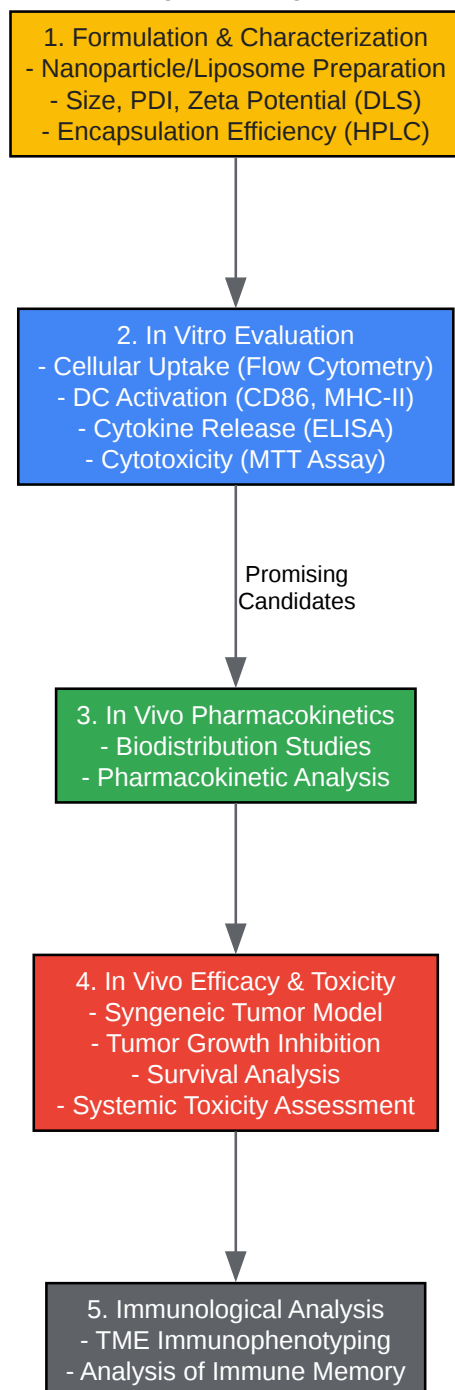 1. Formulation & Characterization
- Nanoparticle/Liposome Preparation
- Size, PDI, Zeta Potential (DLS)
- Encapsulation Efficiency (HPLC)
2. In Vitro Evaluation
- Cellular Uptake (Flow Cytometry)
- DC Activation (CD86, MHC-II)
- Cytokine Release (ELISA)
- Cytotoxicity (MTT Assay)
Promising
Candidates
3. In Vivo Pharmacokinetics
- Biodistribution Studies
- Pharmacokinetic Analysis
4. In Vivo Efficacy & Toxicity
- Syngeneic Tumor Model
- Tumor Growth Inhibition
- Survival Analysis
- Systemic Toxicity Assessment
5. Immunological Analysis
- TME Immunophenotyping
- Analysis of Immune Memory